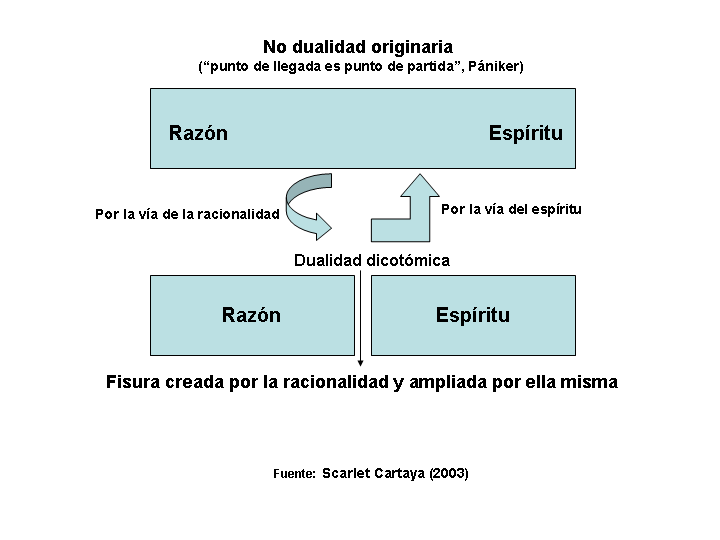 No dualidad originaria
(“punto de llegada es punto de partida”, Pániker)
Razón
Espíritu
Por la vía de la racionalidad
Por la vía del espíritu
Dualidad dicotómica
Razón
Espíritu
Fisura creada por la racionalidad y ampliada por ella misma
Fuente: Scarlet Cartaya (2003)